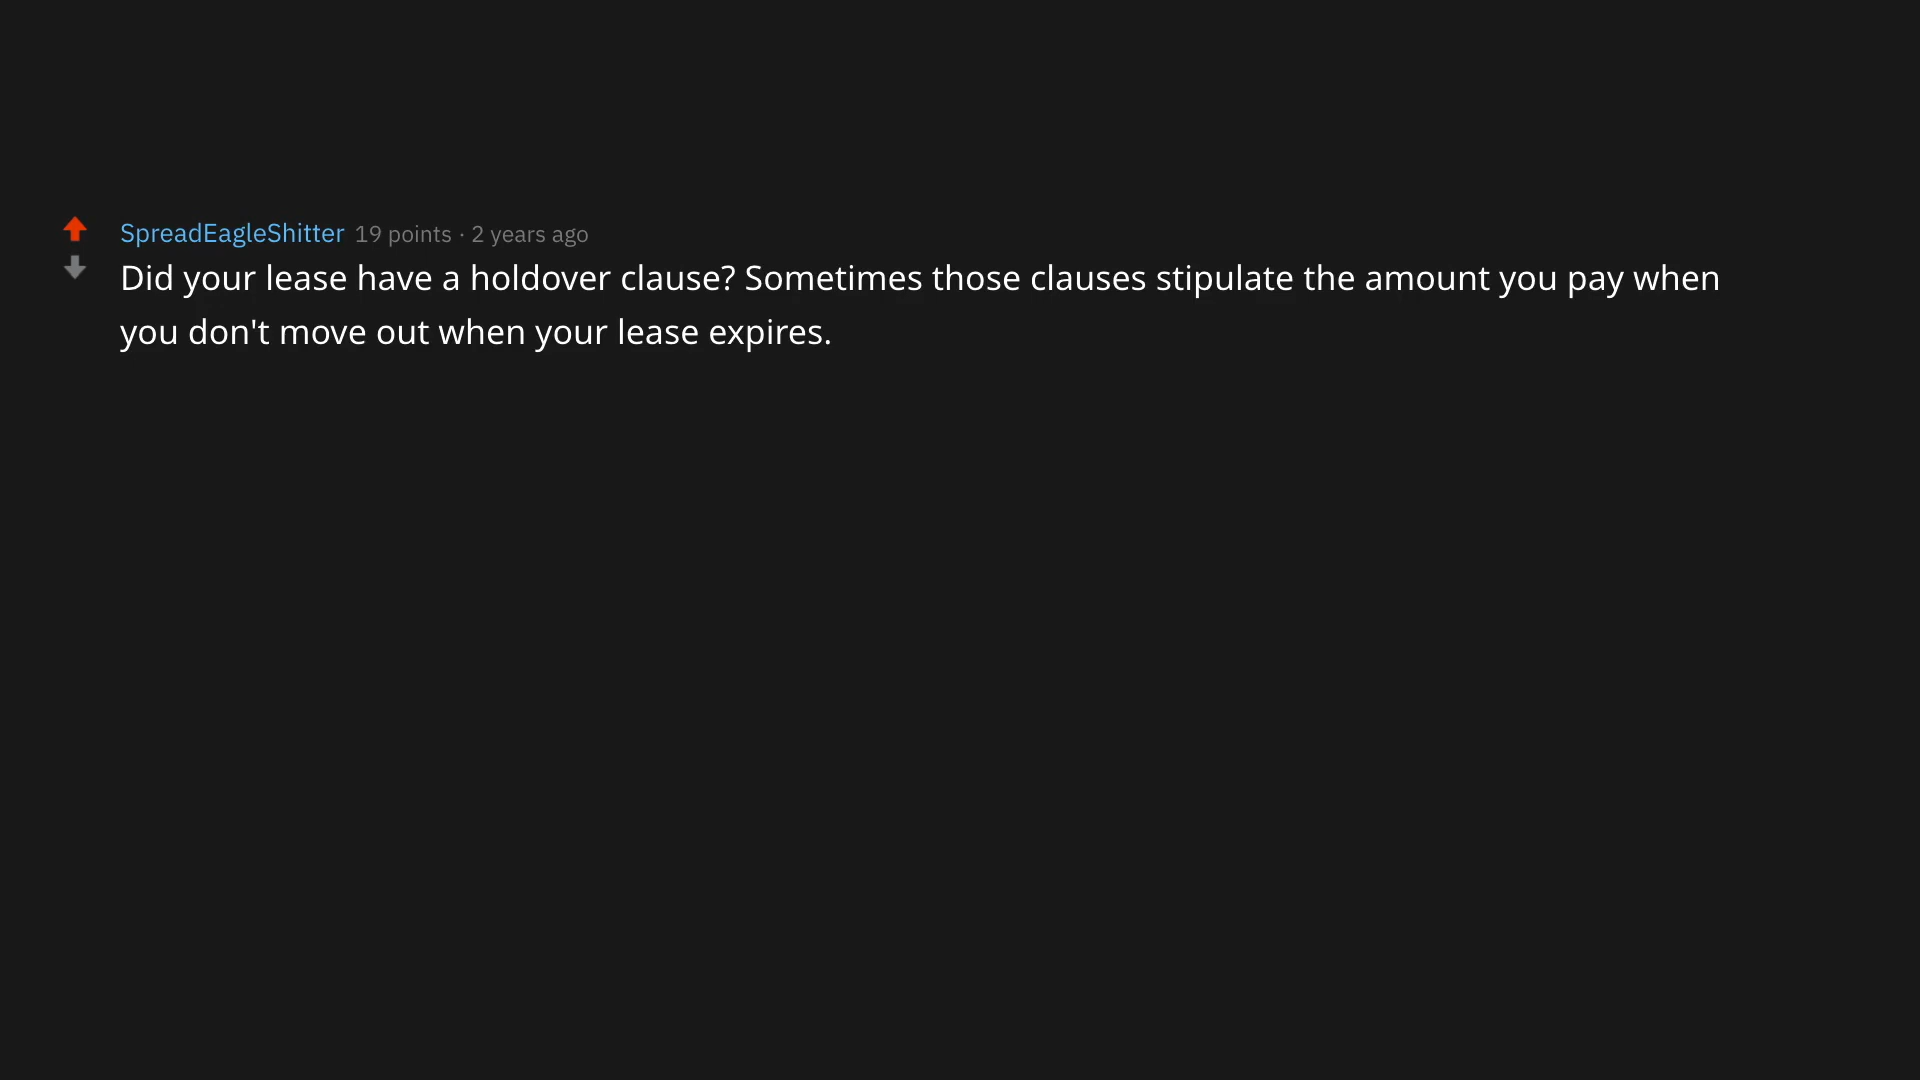 SpreadEagleShitter 19 points · 2 years ago
Did your lease have a holdover clause? Sometimes those clauses stipulate the amount you pay when
you don't move out when your lease expires.